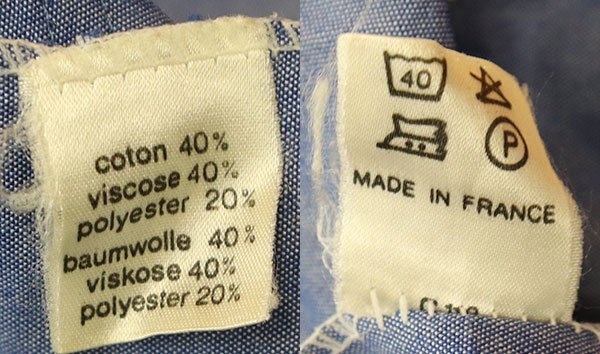 coton 40%
viscose 40%
polyester 20%
baumwolle 40%
viskose 40%
polyester 20%
40
P
MADE IN FRANCE